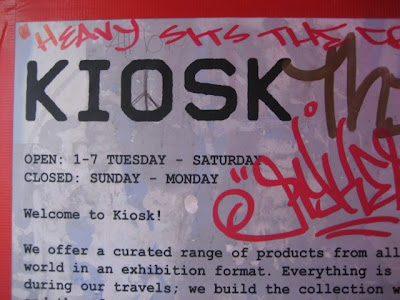 "HEAVY SITS THE
KIOSK
OPEN: 1-7 TUESDAY - SATURDAY
CLOSED: SUNDAY - MONDAY
Welcome to Kiosk!
We offer a curated range of products from all
world in an exhibition format. Everything is
during our travels; we build the collection